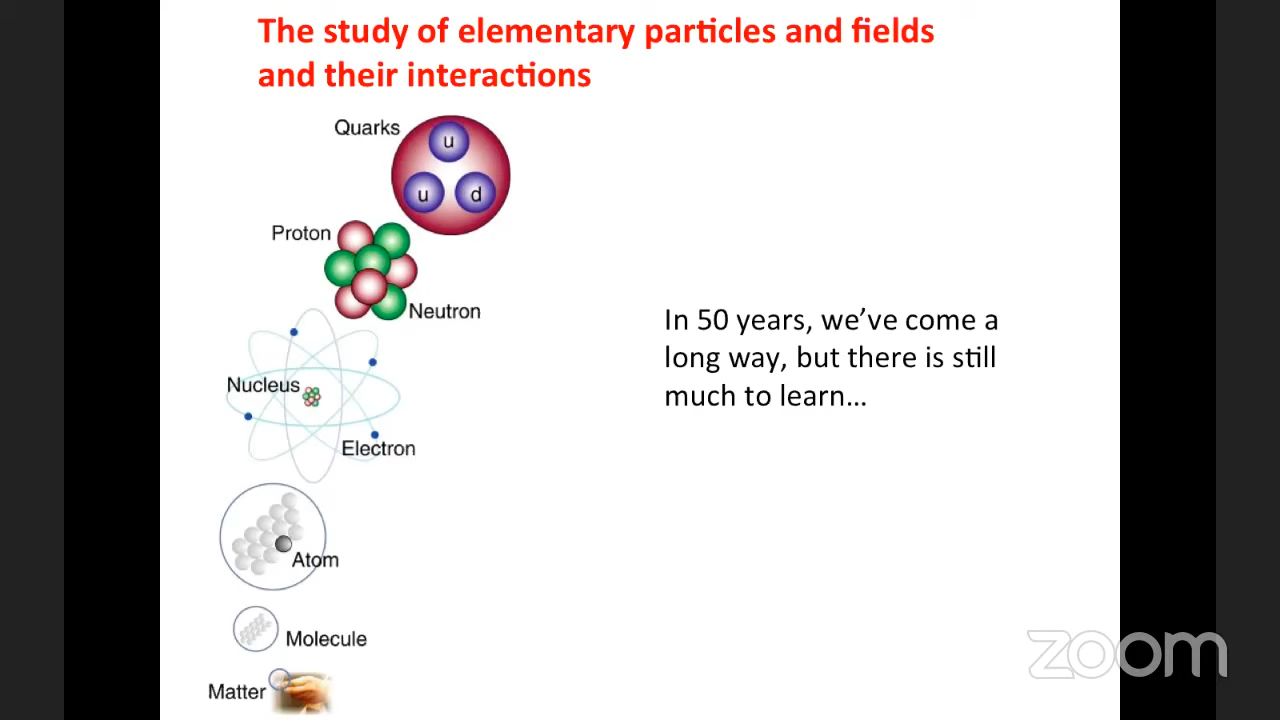 The study of elementary particles and fields
and their interactions
Quarks
u
u d
Proton
Neutron
Nucleus
Electron
Atom
Molecule
Matter
In 50 years, we’ve come a
long way, but there is still
much to learn…
zoom